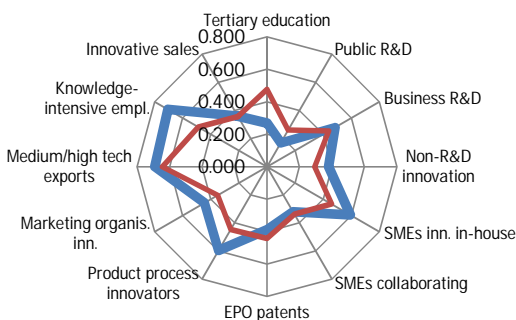 Tertiary education
0.800
Public R&D
0.600
0.400
0.200
0.000
Business R&D
Non-R&D
innovation
SMEs inn. in-house
SMEs collaborating
EPO patents
Product process
innovators
Marketing organis.
inn.
Medium/high tech
exports
Knowledge-
intensive empl.
Innovative sales